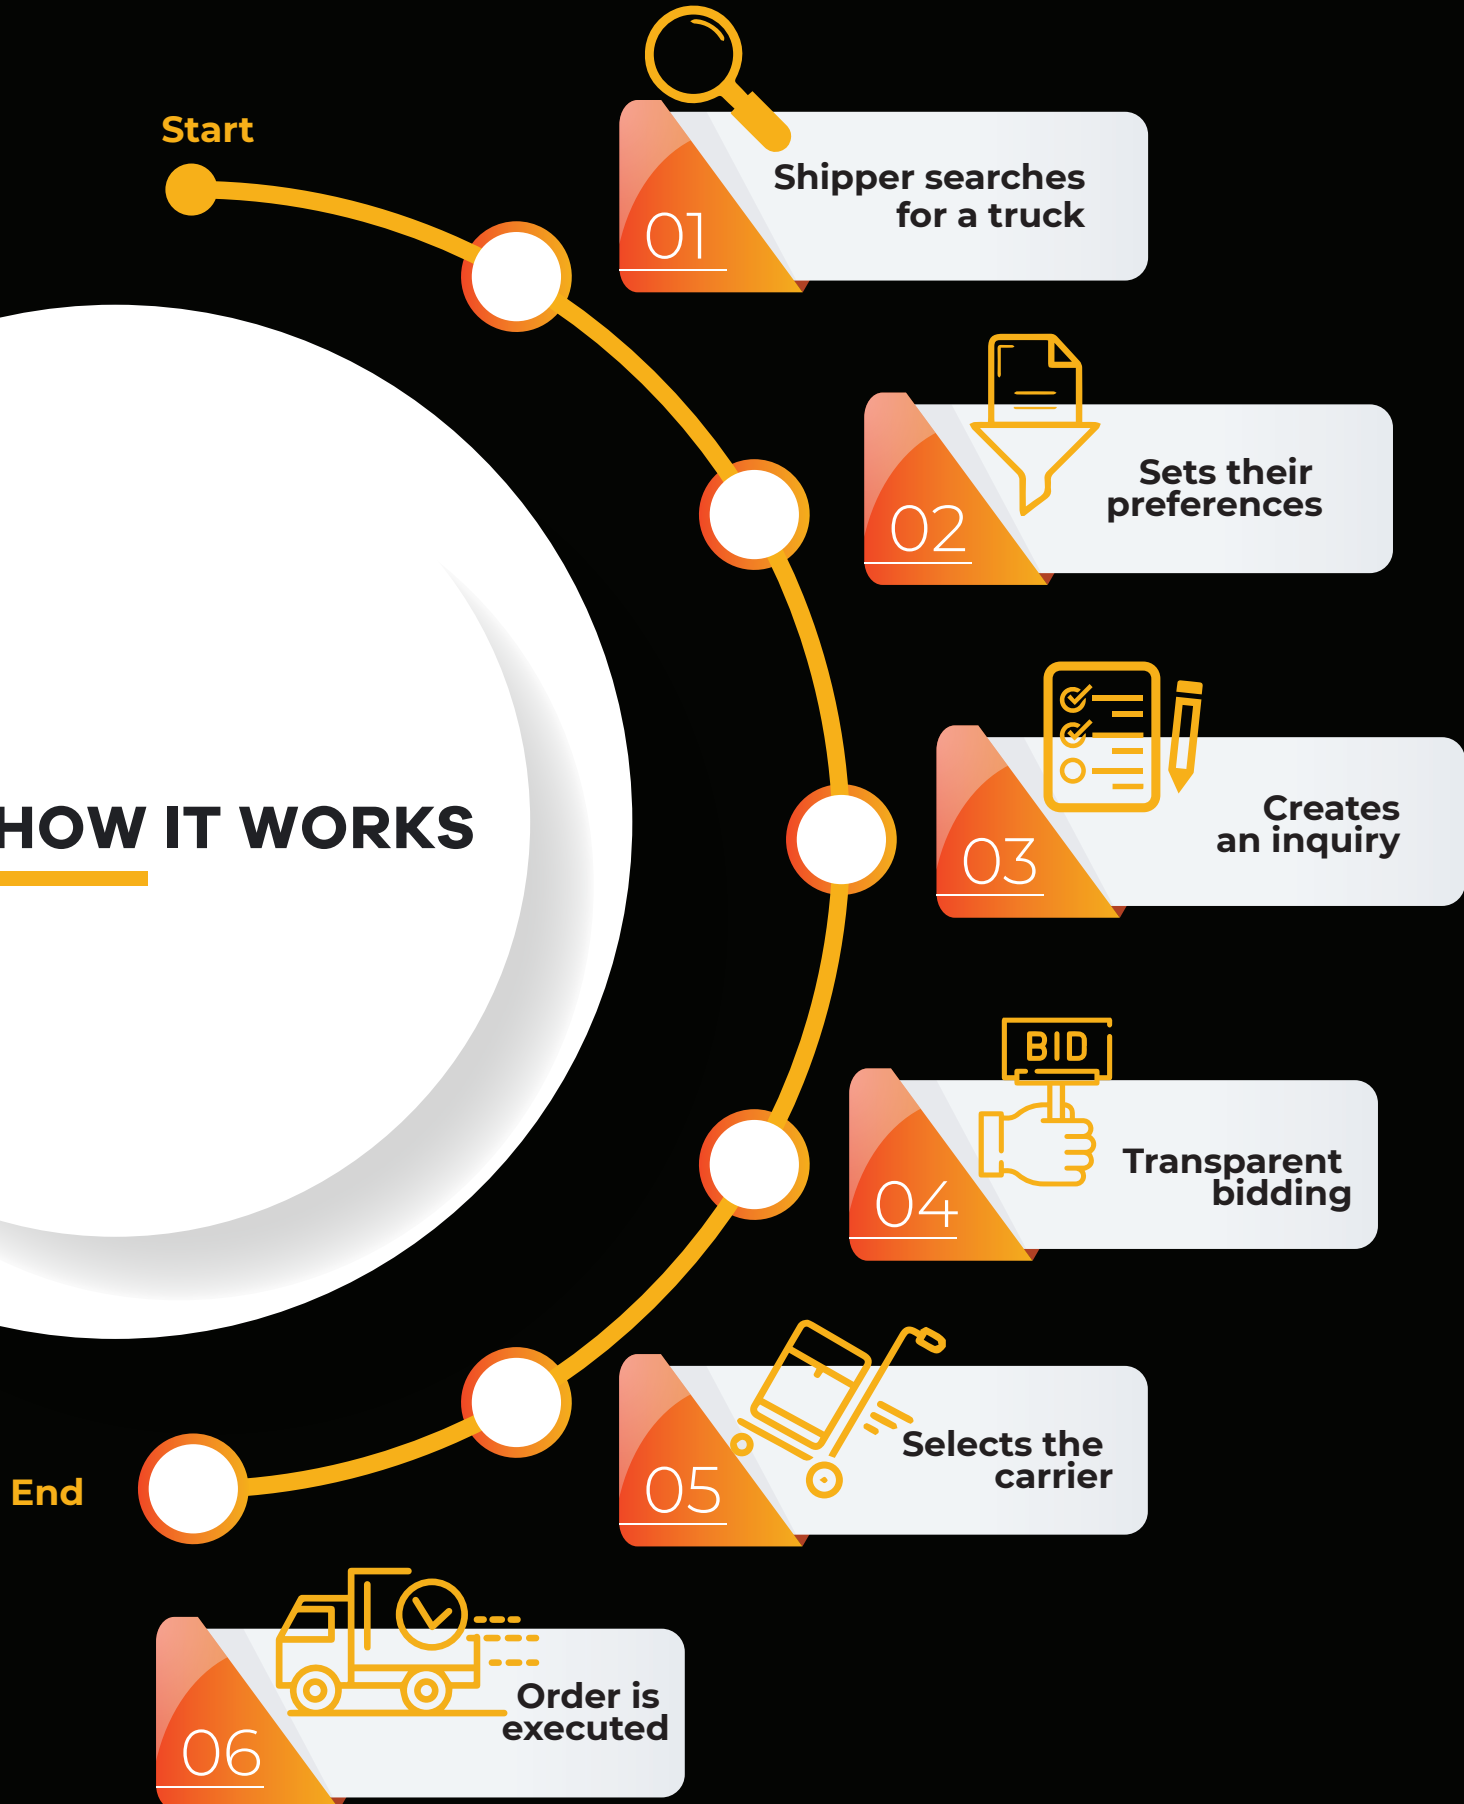 Start
01
Shipper searches
for a truck
02
Sets their
preferences
HOW IT WORKS
03
Creates
an inquiry
BID
04
Transparent
bidding
05
Selects the
carrier
End
06
Order is
executed